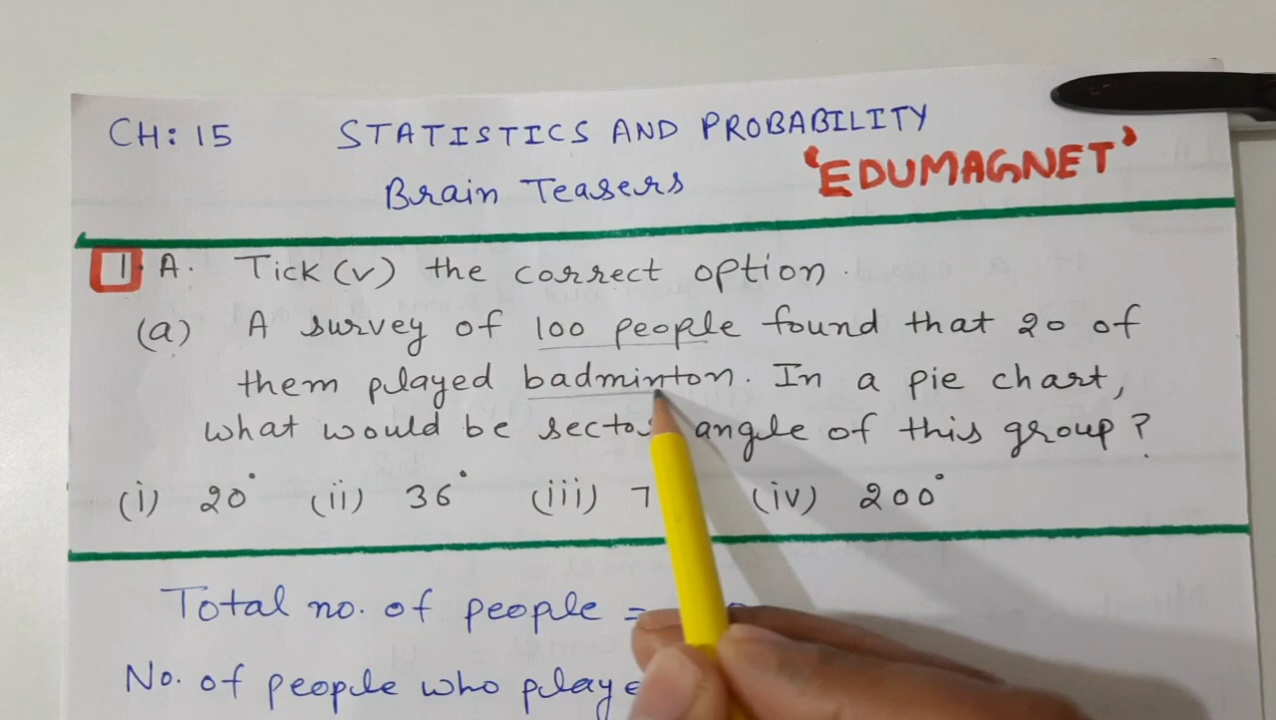 CH: 15 STATISTICS AND PROBABILITY
Brain Teasers 'EDUMAGNET'
1. A. Tick (✓) the correct option.
(a) A survey of 100 people found that 20 of
them played badminton. In a pie chart,
what would be angle of this group?
(i) 20° (ii) 36° (iii) 7 (iv) 200°
Total no. of people =
No. of people who